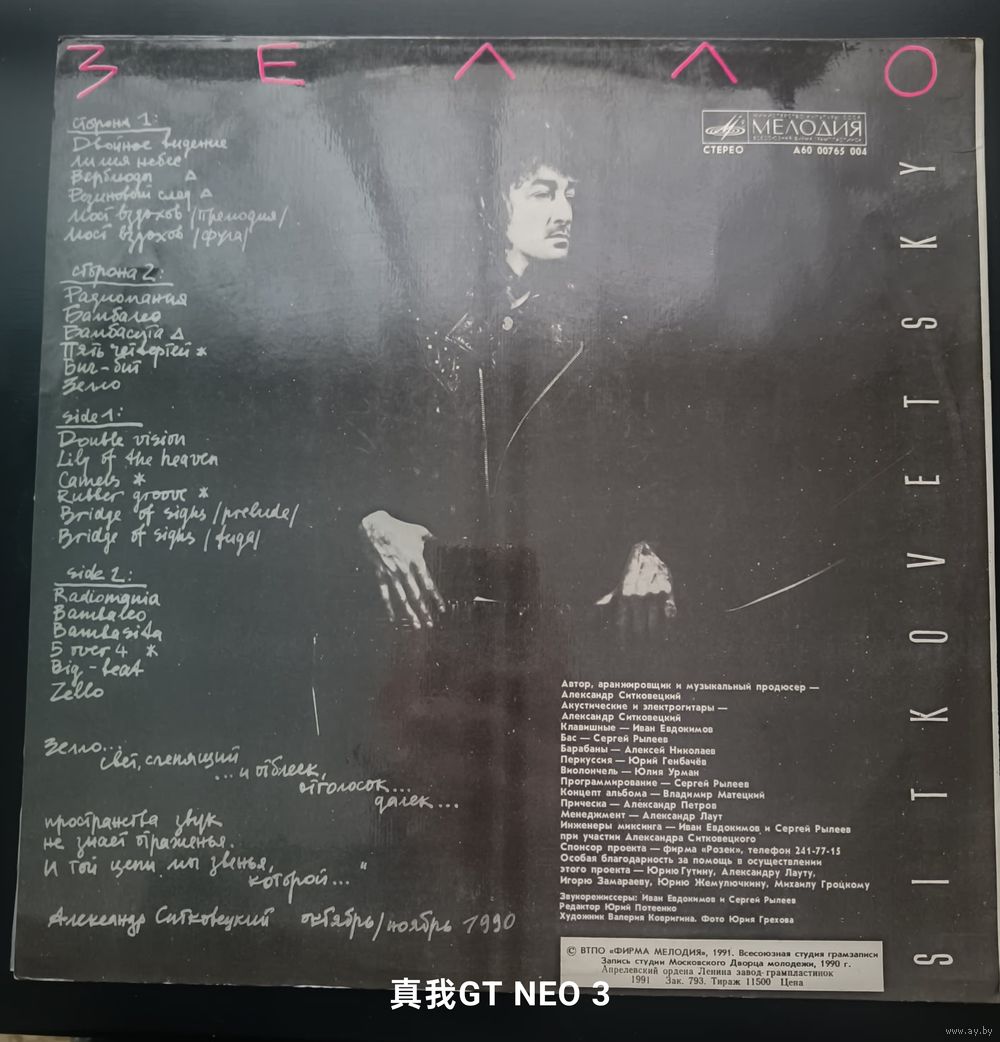 ЗЕЛЛО
МЕЛОДИЯ
СТЕРЕО А60 00765 004
SITKOVETSKY
сторона 1:
Двойное видение
лилия небес
Верблюды Δ
Резиновый след Δ
Мост вздохов /прелюдия/
Мост вздохов /фуга/
сторона 2:
Радиомания
Бамбалео
Бамбасита Δ
Пять четвертей *
Биг-бит
Зелло
side 1:
Double vision
Lily of the heaven
Camels *
Rubber groove *
Bridge of sighs /prelude/
Bridge of sighs /fuga/
side 2:
Radiomania
Bambaleo
Bambasita
5 over 4 *
Big-beat
Zello
Зелло...
свет, слепящий
...и отблеск,
отголосок...
далек...
пространства звук
не знает отраженья.
И той цепи мы звенья,
которой..."
Александр Ситковецкий октябрь/ноябрь 1990
Автор, аранжировщик и музыкальный продюсер —
Александр Ситковецкий
Акустические и электрогитары —
Александр Ситковецкий
Клавишные — Иван Евдокимов
Бас — Сергей Рылеев
Барабаны — Алексей Николаев
Перкуссия — Юрий Генбачёв
Виолончель — Юлия Урман
Программирование — Сергей Рылеев
Концепт альбома — Владимир Матецкий
Прическа — Александр Петров
Менеджмент — Александр Лаут
Инженеры миксинга — Иван Евдокимов и Сергей Рылеев
при участии Александра Ситковецкого
Спонсор проекта — фирма «Розек», телефон 241-77-15
Особая благодарность за помощь в осуществлении
этого проекта — Юрию Гутину, Александру Лауту,
Игорю Замараеву, Юрию Жемулючкину, Михаилу Гроцкому
Звукорежиссеры: Иван Евдокимов и Сергей Рылеев
Редактор Юрий Потеенко
Художник Валерия Ковригина. Фото Юрия Грехова
© ВТПО «ФИРМА МЕЛОДИЯ», 1991. Всесоюзная студия грамзаписи
Запись студии Московского Дворца молодежи, 1990 г.
Апрелевский ордена Ленина завод грампластинок
1991 Зак. 793. Тираж 11500 Цена
真我GT NEO 3
www.ay.by